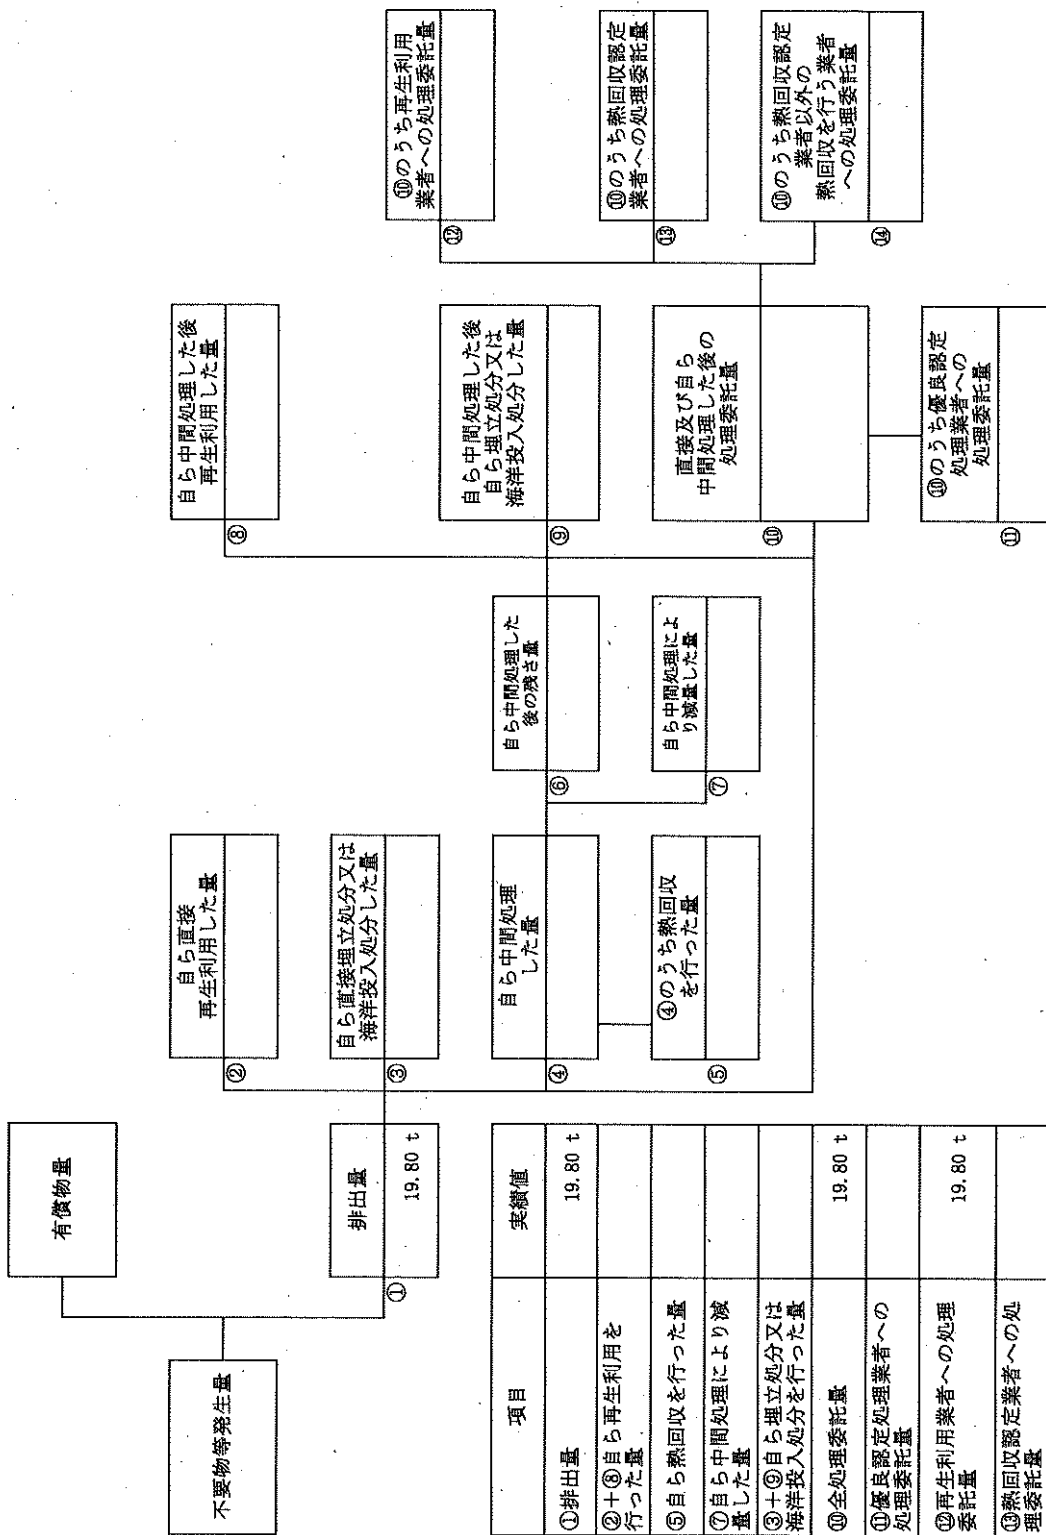 有償物量
不要物等発生量
排出量
①
19.80 t
自ら直接
再生利用した量
②
自ら直接埋立処分又は
海洋投入処分した量
③
自ら中間処理
した量
④
④のうち熱回収
を行った量
⑤
自ら中間処理した
後の残さ量
⑥
自ら中間処理によ
り減量した量
⑦
自ら中間処理した後
再生利用した量
⑧
自ら中間処理した後
自ら埋立処分又は
海洋投入処分した量
⑨
直接及び自ら
中間処理した後の
処理委託量
⑩
⑩のうち優良認定
処理業者への
処理委託量
⑪
⑩のうち再生利用
業者への処理委託量
⑫
⑩のうち熱回収認定
業者への処理委託量
⑬
⑩のうち熱回収認定
業者以外の
熱回収を行う業者
への処理委託量
⑭
項目 実績値
①排出量 19.80 t
②+⑧自ら再生利用を
行った量
⑤自ら熱回収を行った量
⑦自ら中間処理により減
量した量
③+⑨自ら埋立処分又は
海洋投入処分を行った量
⑩全処理委託量 19.80 t
⑪優良認定処理業者への
処理委託量
⑫再生利用業者への処理
委託量 19.80 t
⑬熱回収認定業者への処
理委託量